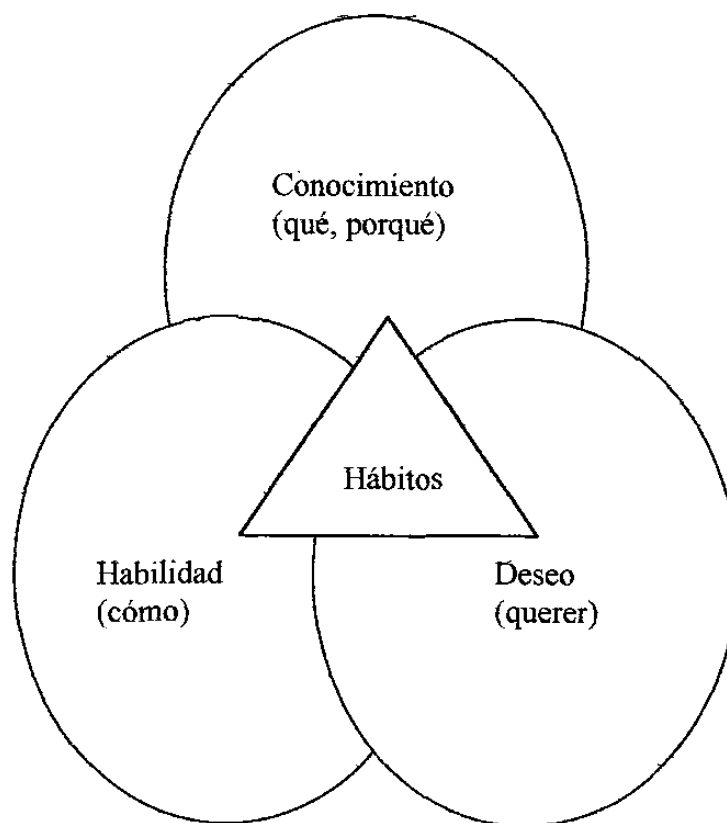 Conocimiento
(qué, porqué)
Hábitos
Habilidad
(cómo)
Deseo
(querer)